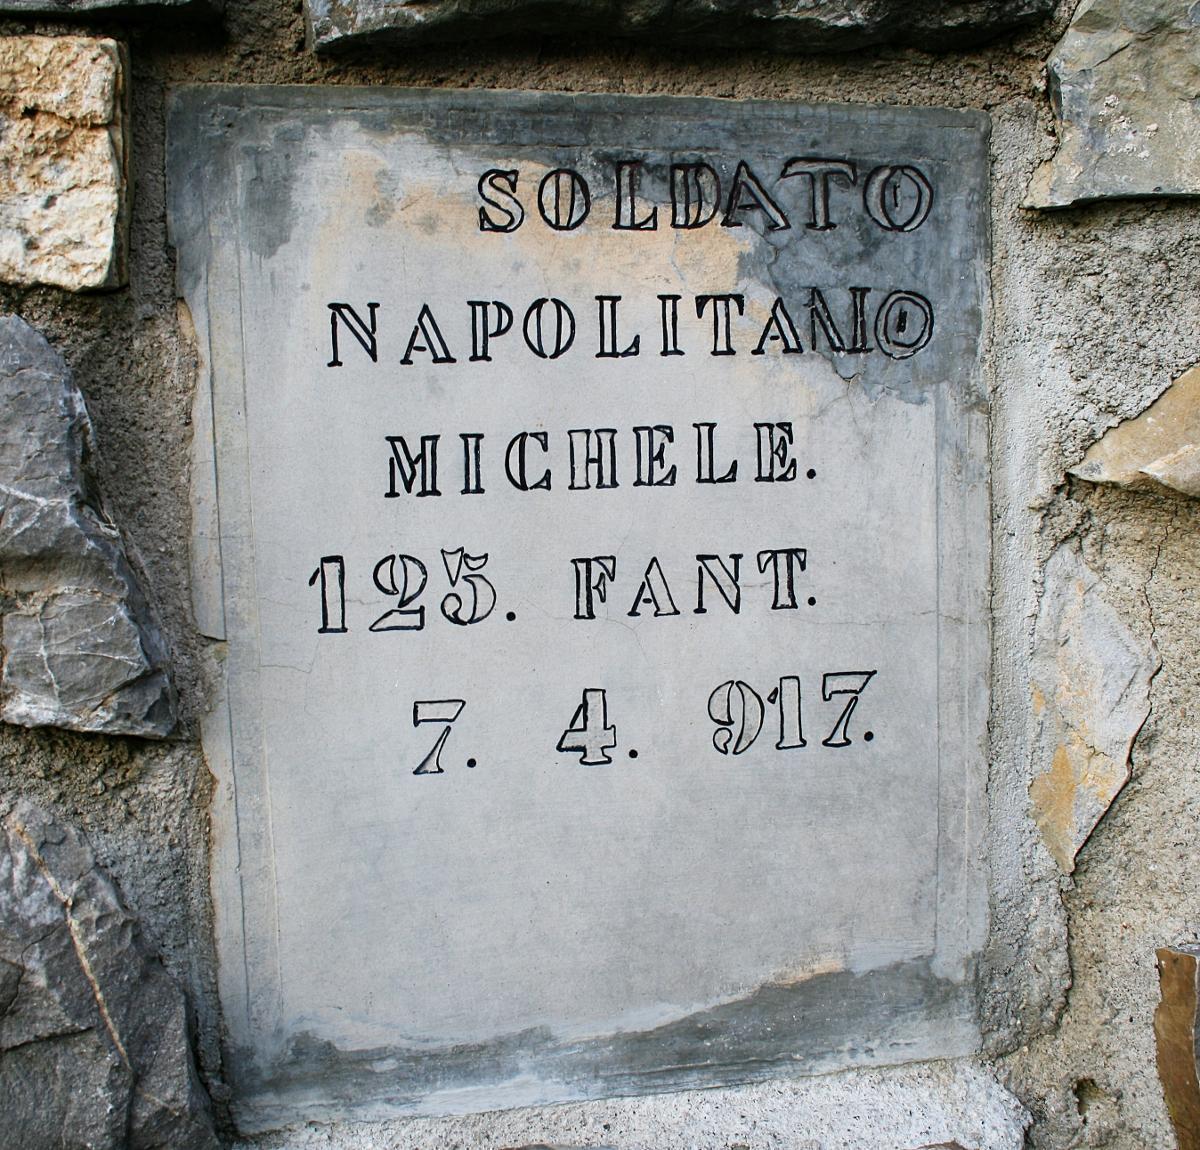 SOLDATO
NAPOLITANO
MICHELE.
125. FANT.
7. 4. 917.